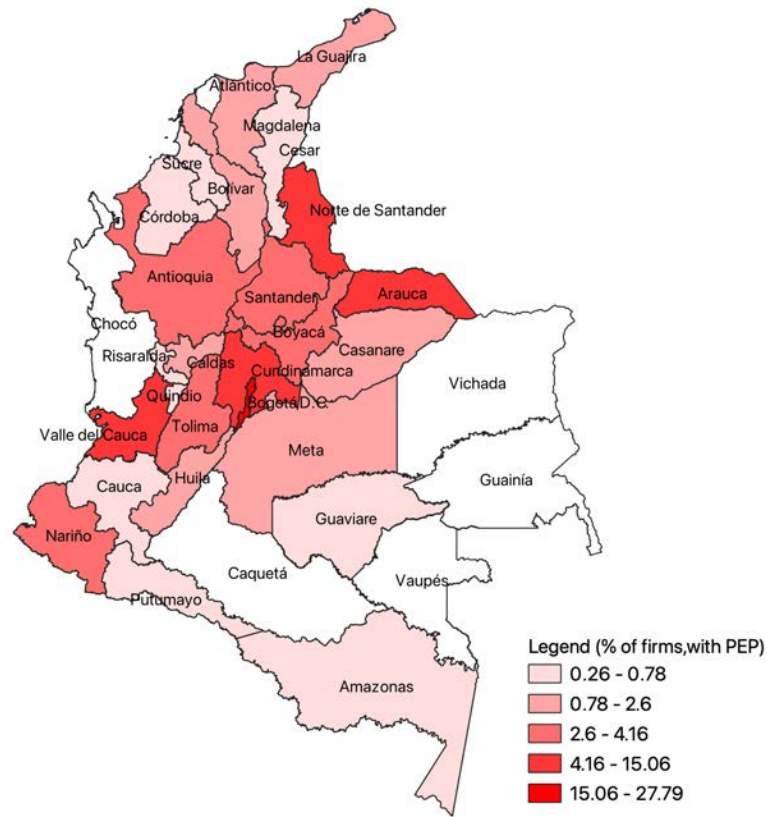 La Guajira
Atlántico
Magdalena
Cesar
Sucre
Bolívar
Norte de Santander
Córdoba
Antioquia
Santander
Arauca
Chocó
Boyacá
Risaralda
Caldas
Casanare
Cundinamarca
Vichada
Quindío
Bogotá,D.C.
Valle del Cauca
Tolima
Meta
Huila
Guainía
Cauca
Guaviare
Nariño
Caquetá
Vaupés
Putumayo
Legend (% of firms,with PEP)
0.26 - 0.78
Amazonas
0.78 - 2.6
2.6 - 4.16
4.16 - 15.06
15.06 - 27.79